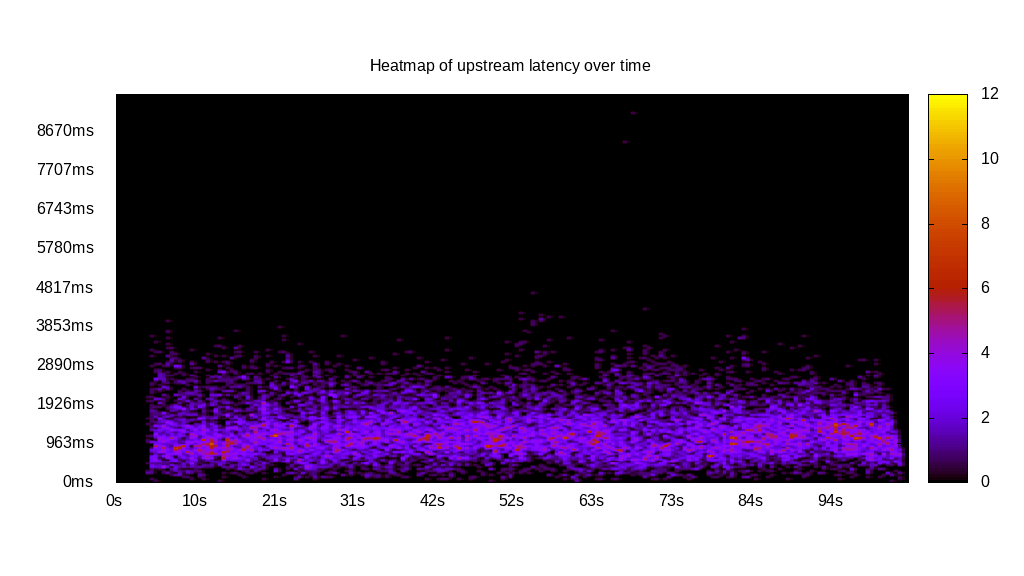 Heatmap of upstream latency over time
8670ms
7707ms
6743ms
5780ms
4817ms
3853ms
2890ms
1926ms
963ms
0ms
0s 10s 21s 31s 42s 52s 63s 73s 84s 94s
12
10
8
6
4
2
0